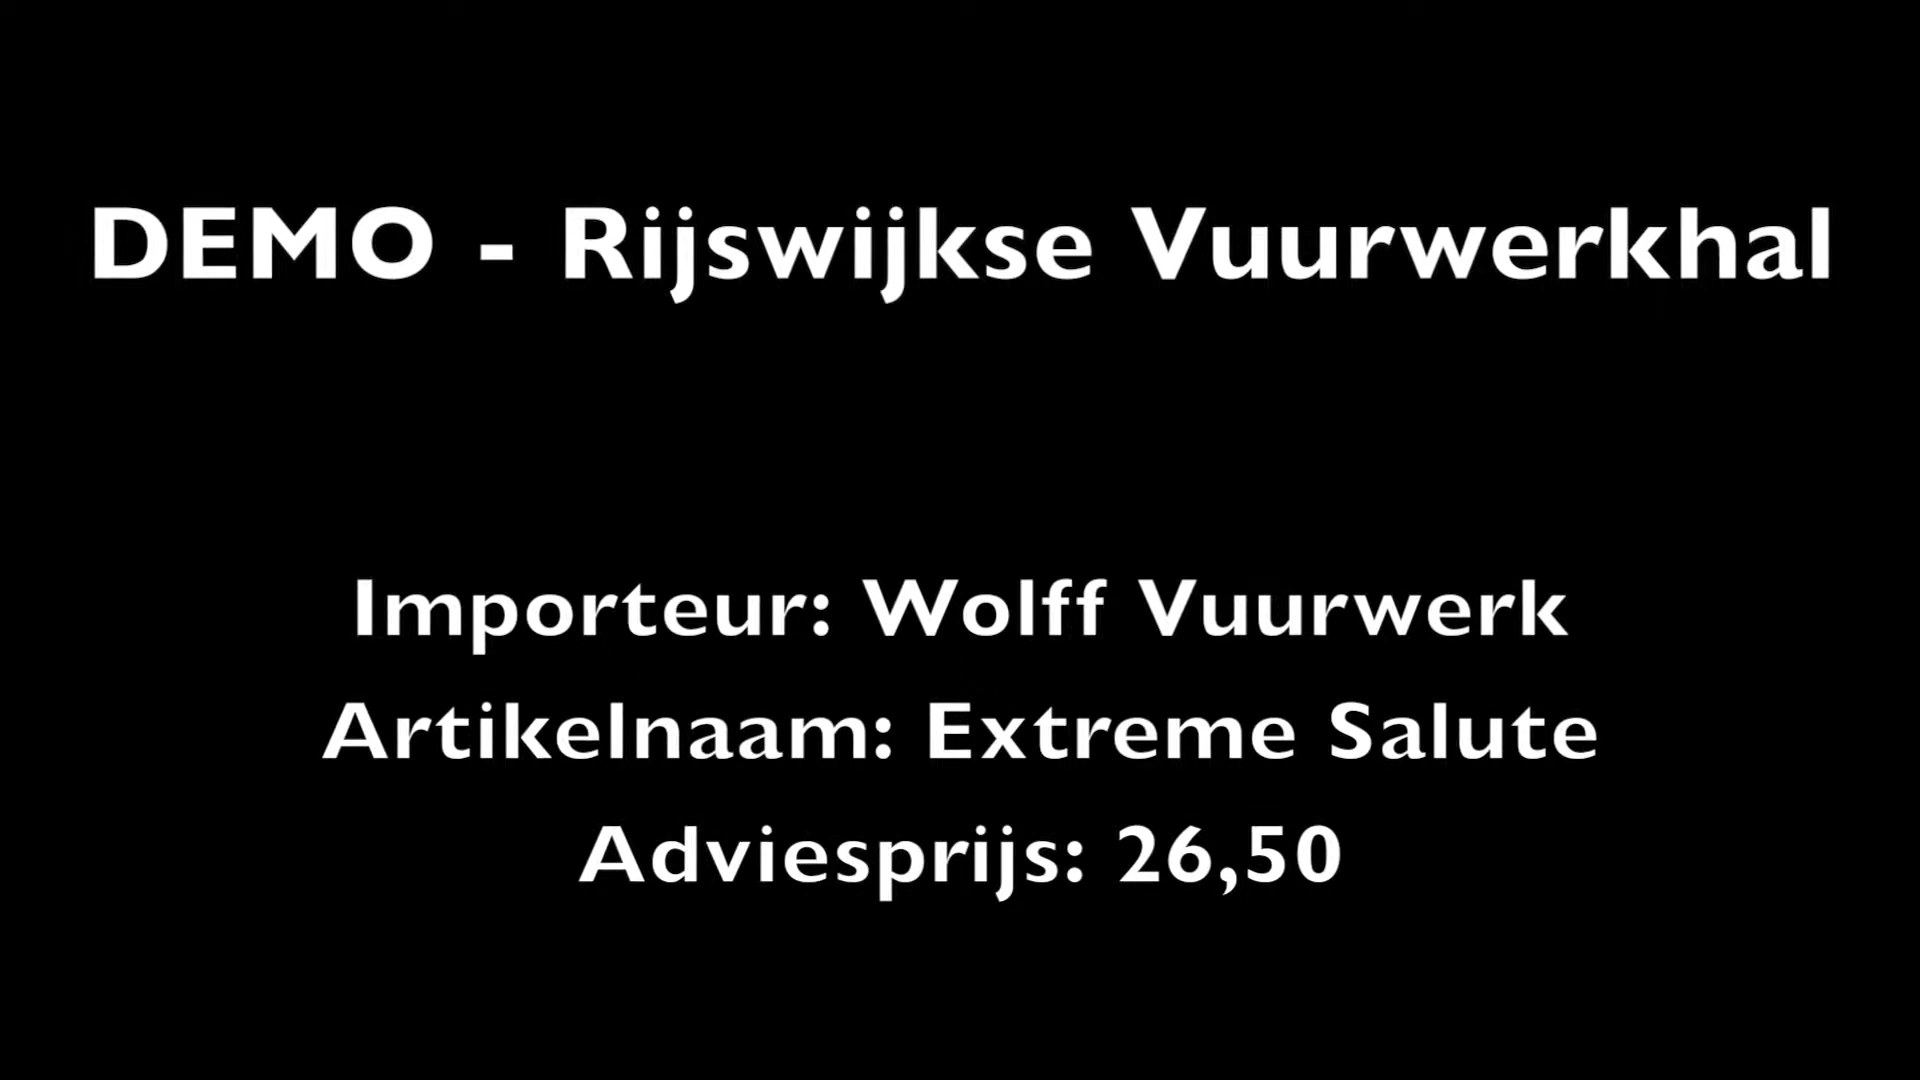 DEMO - Rijswijkse Vuurwerkhal
Importeur: Wolff Vuurwerk
Artikelnaam: Extreme Salute
Adviesprijs: 26,50